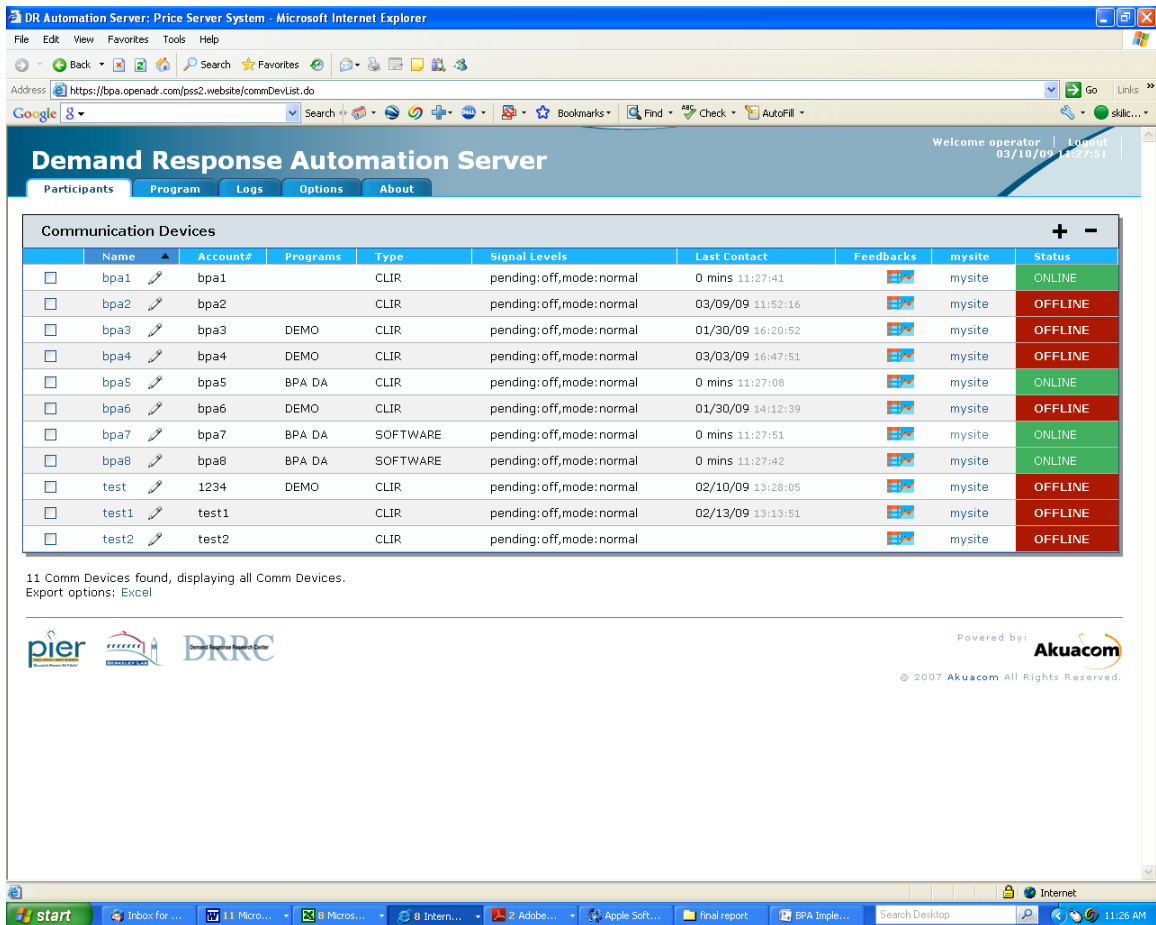 DR Automation Server: Price Server System - Microsoft Internet Explorer
File Edit View Favorites Tools Help
Back Search Favorites
Address https://bpa.openadr.com/pss2.website/commDevList.do Go Links »
Google Search Bookmarks Find Check AutoFill skilic...
Welcome operator | Logout
03/10/09 11:27:51
Demand Response Automation Server
Participants Program Logs Options About
Communication Devices + -
Name Account# Programs Type Signal Levels Last Contact Feedbacks mysite Status
bpa1 bpa1 CLIR pending:off,mode:normal 0 mins 11:27:41 mysite ONLINE
bpa2 bpa2 CLIR pending:off,mode:normal 03/09/09 11:52:16 mysite OFFLINE
bpa3 bpa3 DEMO CLIR pending:off,mode:normal 01/30/09 16:20:52 mysite OFFLINE
bpa4 bpa4 DEMO CLIR pending:off,mode:normal 03/03/09 16:47:51 mysite OFFLINE
bpa5 bpa5 BPA DA CLIR pending:off,mode:normal 0 mins 11:27:08 mysite ONLINE
bpa6 bpa6 DEMO CLIR pending:off,mode:normal 01/30/09 14:12:39 mysite OFFLINE
bpa7 bpa7 BPA DA SOFTWARE pending:off,mode:normal 0 mins 11:27:51 mysite ONLINE
bpa8 bpa8 BPA DA SOFTWARE pending:off,mode:normal 0 mins 11:27:42 mysite ONLINE
test 1234 DEMO CLIR pending:off,mode:normal 02/10/09 13:28:05 mysite OFFLINE
test1 test1 CLIR pending:off,mode:normal 02/13/09 13:13:51 mysite OFFLINE
test2 test2 CLIR pending:off,mode:normal mysite OFFLINE
11 Comm Devices found, displaying all Comm Devices.
Export options: Excel
pier BERKELEY LAB DRRC Demand Response Research Center
Powered by:
Akuacom
© 2007 Akuacom All Rights Reserved.
Internet
start Inbox for ... 11 Micro... 8 Micros... 8 Intern... 2 Adobe... Apple Soft... final report BPA Imple... Search Desktop 11:26 AM